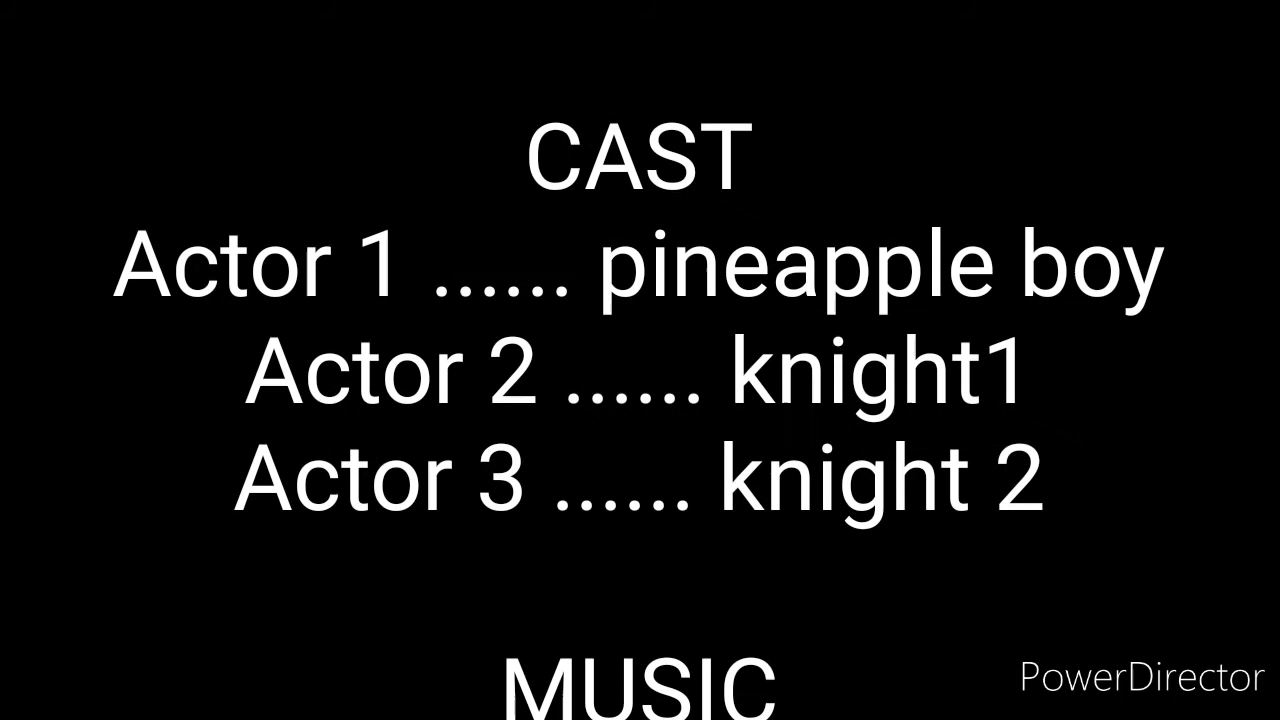 CAST
Actor 1 ...... pineapple boy
Actor 2 ...... knight1
Actor 3 ...... knight 2
MUSIC
PowerDirector